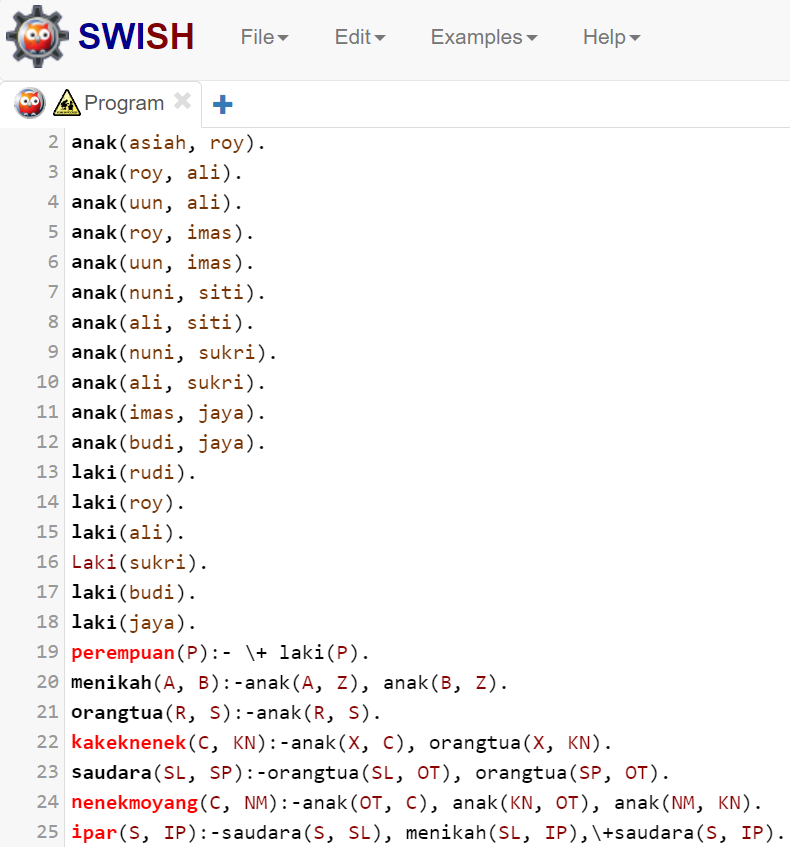 SWISH File Edit Examples Help
Program
2 anak(asiah, roy).
3 anak(roy, ali).
4 anak(uun, ali).
5 anak(roy, imas).
6 anak(uun, imas).
7 anak(nuni, siti).
8 anak(ali, siti).
9 anak(nuni, sukri).
10 anak(ali, sukri).
11 anak(imas, jaya).
12 anak(budi, jaya).
13 laki(rudi).
14 laki(roy).
15 laki(ali).
16 Laki(sukri).
17 laki(budi).
18 laki(jaya).
19 perempuan(P):- \+ laki(P).
20 menikah(A, B):-anak(A, Z), anak(B, Z).
21 orangtua(R, S):-anak(R, S).
22 kakeknenek(C, KN):-anak(X, C), orangtua(X, KN).
23 saudara(SL, SP):-orangtua(SL, OT), orangtua(SP, OT).
24 nenekmoyang(C, NM):-anak(OT, C), anak(KN, OT), anak(NM, KN).
25 ipar(S, IP):-saudara(S, SL), menikah(SL, IP),\+saudara(S, IP).